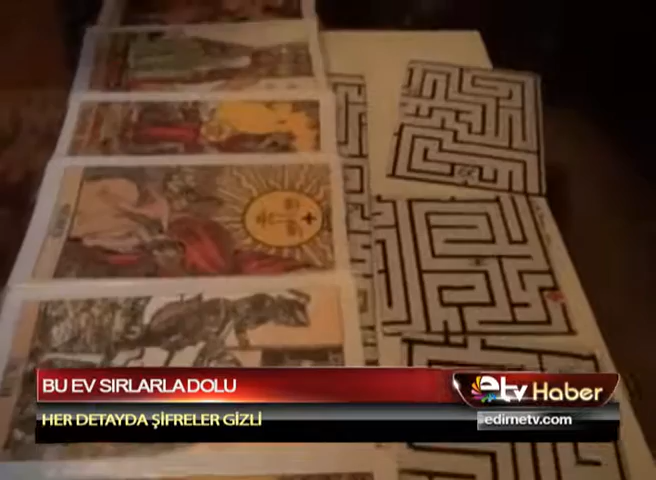 BU EV SIRLARLA DOLU
HER DETAYDA ŞİFRELER GİZLİ
etv Haber
edirnetv.com